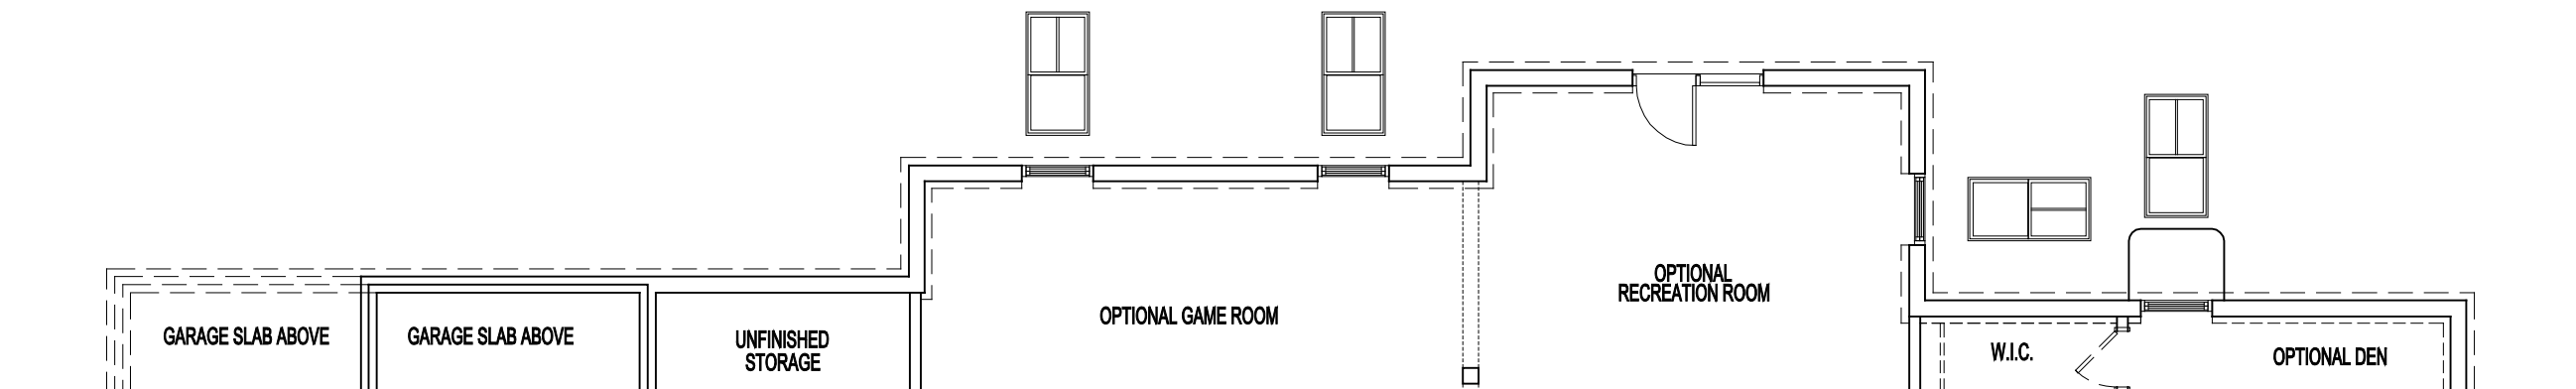 GARAGE SLAB ABOVE
GARAGE SLAB ABOVE
UNFINISHED
STORAGE
OPTIONAL GAME ROOM
OPTIONAL
RECREATION ROOM
W.I.C.
OPTIONAL DEN